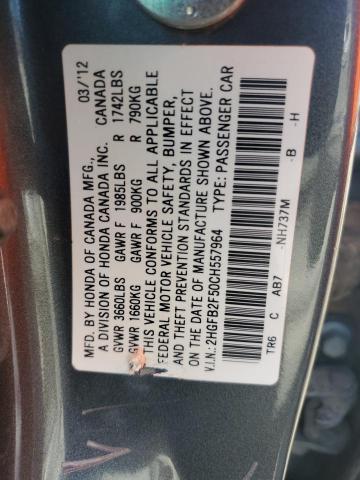 MFD. BY HONDA OF CANADA MFG., 03/'12
A DIVISION OF HONDA CANADA INC. CANADA
GVWR 3660LBS GAWR F 1985LBS R 1742LBS
GVWR 1660KG GAWR F 900KG R 790KG
THIS VEHICLE CONFORMS TO ALL APPLICABLE
FEDERAL MOTOR VEHICLE SAFETY, BUMPER,
AND THEFT PREVENTION STANDARDS IN EFFECT
ON THE DATE OF MANUFACTURE SHOWN ABOVE.
V.I.N.: 2HGFB2F50CH557964 TYPE: PASSENGER CAR
TR6 C AB7 -NH737M -B -H